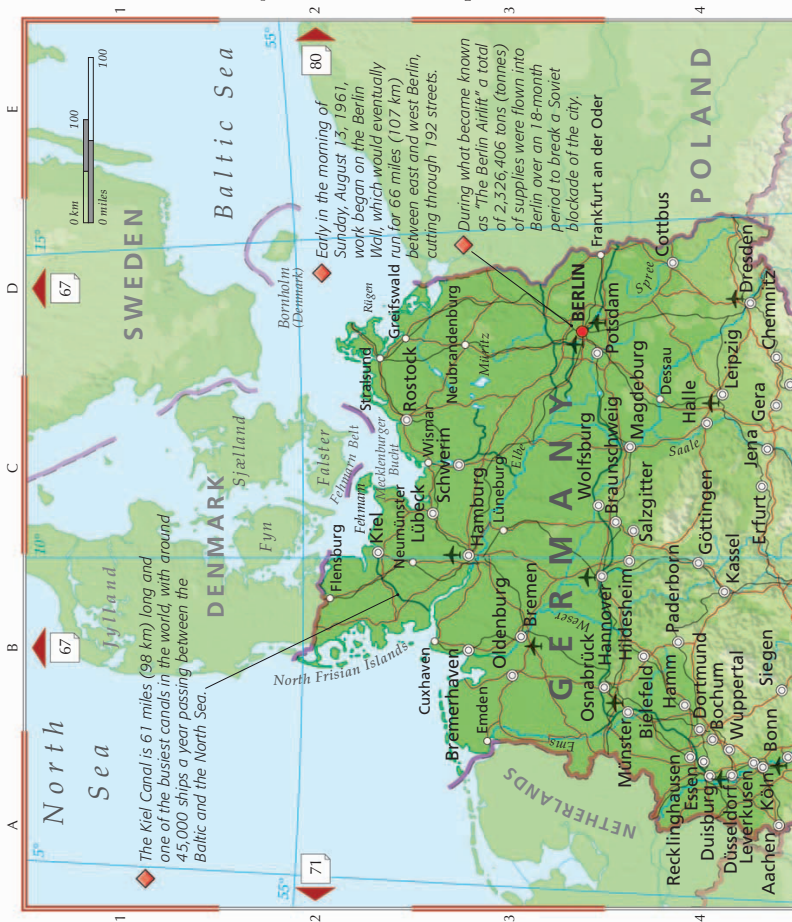 A
B
C
D
E
1
2
3
4
1
2
3
4
5°
10°
15°
55°
55°
67
67
71
80
0 km
100
0 miles
100
North
Sea
Baltic Sea
SWEDEN
DENMARK
Jylland
Fyn
Sjælland
Falster
Fehmarn Belt
Fehmarn
Mecklenburger
Bucht
Bornholm
(Denmark)
Rügen
North Frisian Islands
The Kiel Canal is 61 miles (98 km) long and
one of the busiest canals in the world, with around
45,000 ships a year passing between the
Baltic and the North Sea.
Early in the morning of
Sunday, August 13, 1961,
work began on the Berlin
Wall, which would eventually
run for 66 miles (107 km)
between east and west Berlin,
cutting through 192 streets.
During what became known
as "The Berlin Airlift" a total
of 2,326,406 tons (tonnes)
of supplies were flown into
Berlin over an 18-month
period to break a Soviet
blockade of the city.
Flensburg
Kiel
Neumünster
Lübeck
Wismar
Schwerin
Rostock
Stralsund
Greifswald
Neubrandenburg
Müritz
Cuxhaven
Bremerhaven
Emden
Oldenburg
Bremen
Hamburg
Lüneburg
Elbe
Ems
Weser
GERMANY
NETHERLANDS
POLAND
BERLIN
Potsdam
Frankfurt an der Oder
Spree
Cottbus
Wolfsburg
Braunschweig
Magdeburg
Salzgitter
Hannover
Hildesheim
Osnabrück
Münster
Bielefeld
Hamm
Paderborn
Göttingen
Kassel
Dessau
Halle
Saale
Leipzig
Dresden
Chemnitz
Gera
Jena
Erfurt
Recklinghausen
Essen
Duisburg
Düsseldorf
Leverkusen
Köln
Aachen
Dortmund
Bochum
Wuppertal
Bonn
Siegen